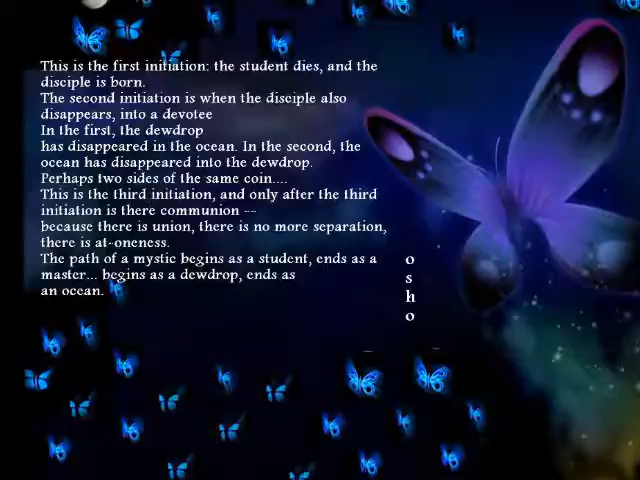 This is the first initiation: the student dies, and the
disciple is born.
The second initiation is when the disciple also
disappears, into a devotee
In the first, the dewdrop
has disappeared in the ocean. In the second, the
ocean has disappeared into the dewdrop.
Perhaps two sides of the same coin....
This is the third initiation, and only after the third
initiation is there communion --
because there is union, there is no more separation,
there is at-oneness.
The path of a mystic begins as a student, ends as a
master... begins as a dewdrop, ends as
an ocean.
o
s
h
o